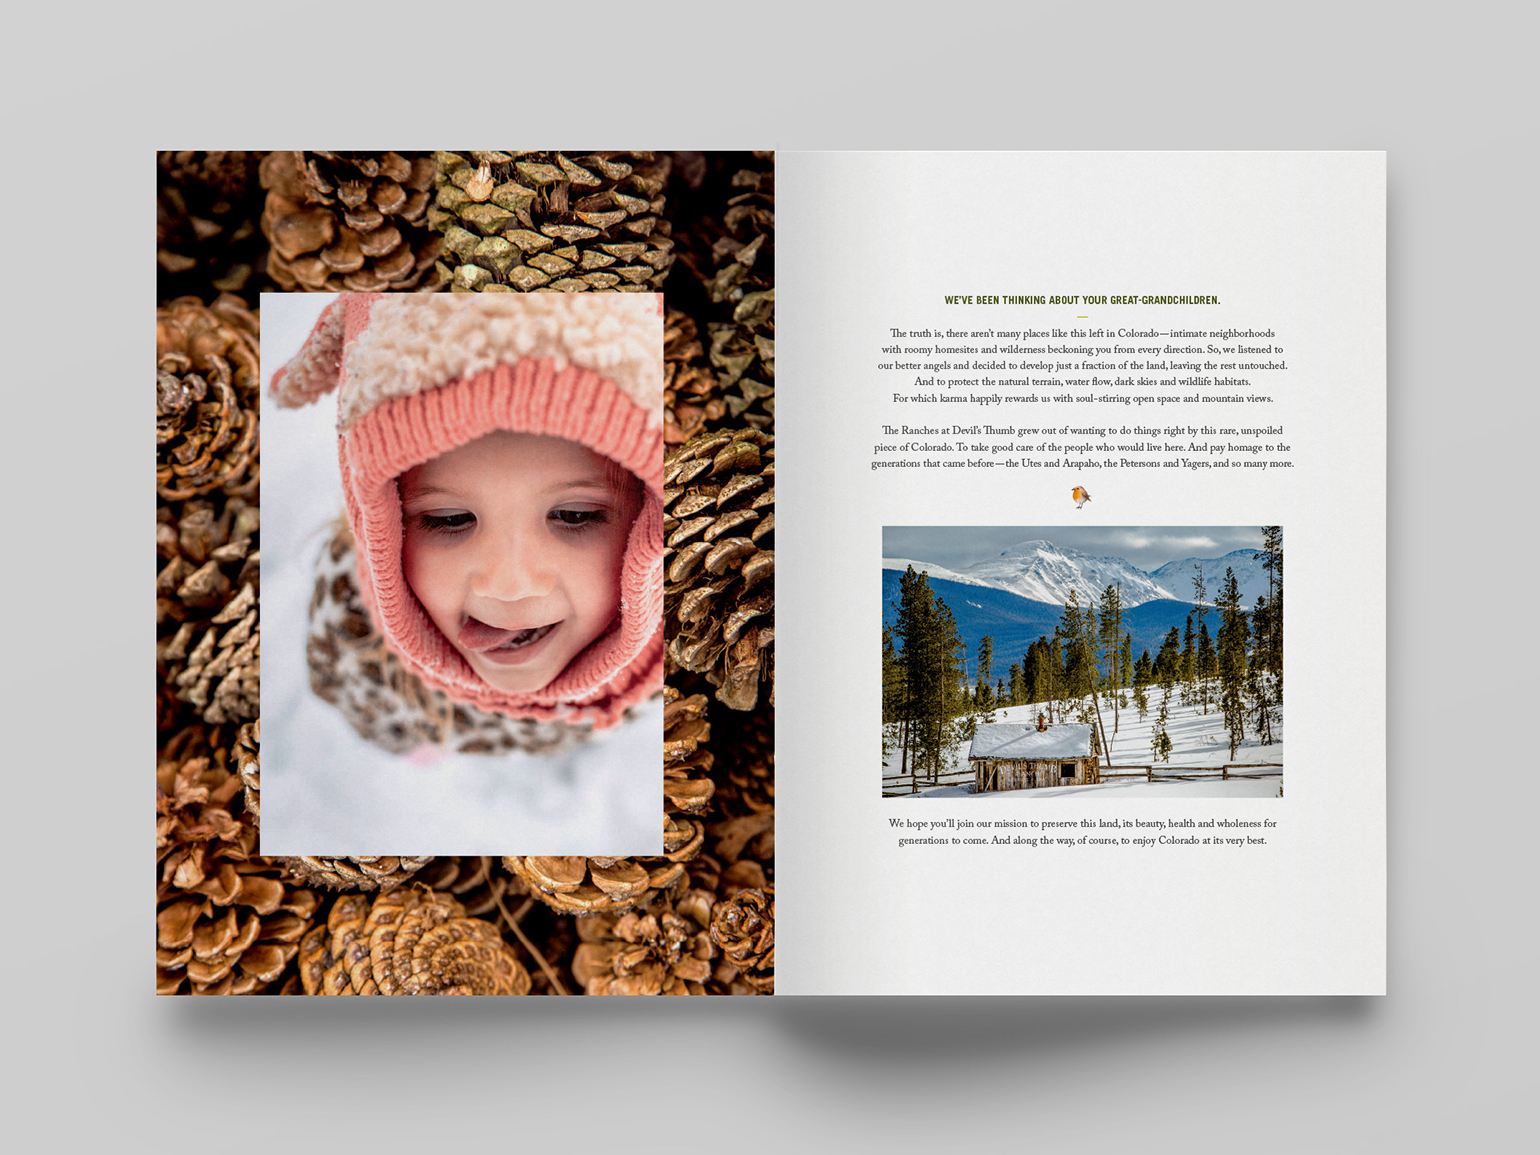 WE'VE BEEN THINKING ABOUT YOUR GREAT-GRANDCHILDREN.
The truth is, there aren't many places like this left in Colorado—intimate neighborhoods
with roomy homesites and wilderness beckoning you from every direction. So, we listened to
our better angels and decided to develop just a fraction of the land, leaving the rest untouched.
And to protect the natural terrain, water flow, dark skies and wildlife habitats.
For which karma happily rewards us with soul-stirring open space and mountain views.
The Ranches at Devil's Thumb grew out of wanting to do things right by this rare, unspoiled
piece of Colorado. To take good care of the people who would live here. And pay homage to the
generations that came before—the Utes and Arapaho, the Petersons and Yagers, and so many more.
DEVIL'S THUMB
RANCH
We hope you'll join our mission to preserve this land, its beauty, health and wholeness for
generations to come. And along the way, of course, to enjoy Colorado at its very best.